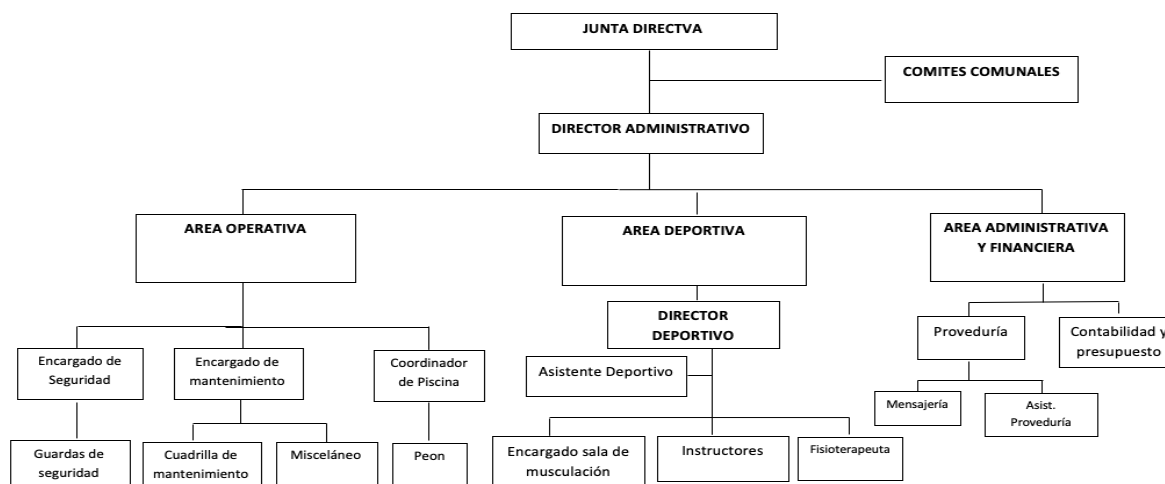 JUNTA DIRECTVA
COMITES COMUNALES
DIRECTOR ADMINISTRATIVO
AREA OPERATIVA
AREA DEPORTIVA
AREA ADMINISTRATIVA
Y FINANCIERA
DIRECTOR
DEPORTIVO
Proveduría
Contabilidad y
presupuesto
Encargado de
Seguridad
Encargado de
mantenimiento
Coordinador
de Piscina
Asistente Deportivo
Mensajería
Asist.
Proveduría
Guardas de
seguridad
Cuadrilla de
mantenimiento
Misceláneo
Peon
Encargado sala de
musculación
Instructores
Fisioterapeuta